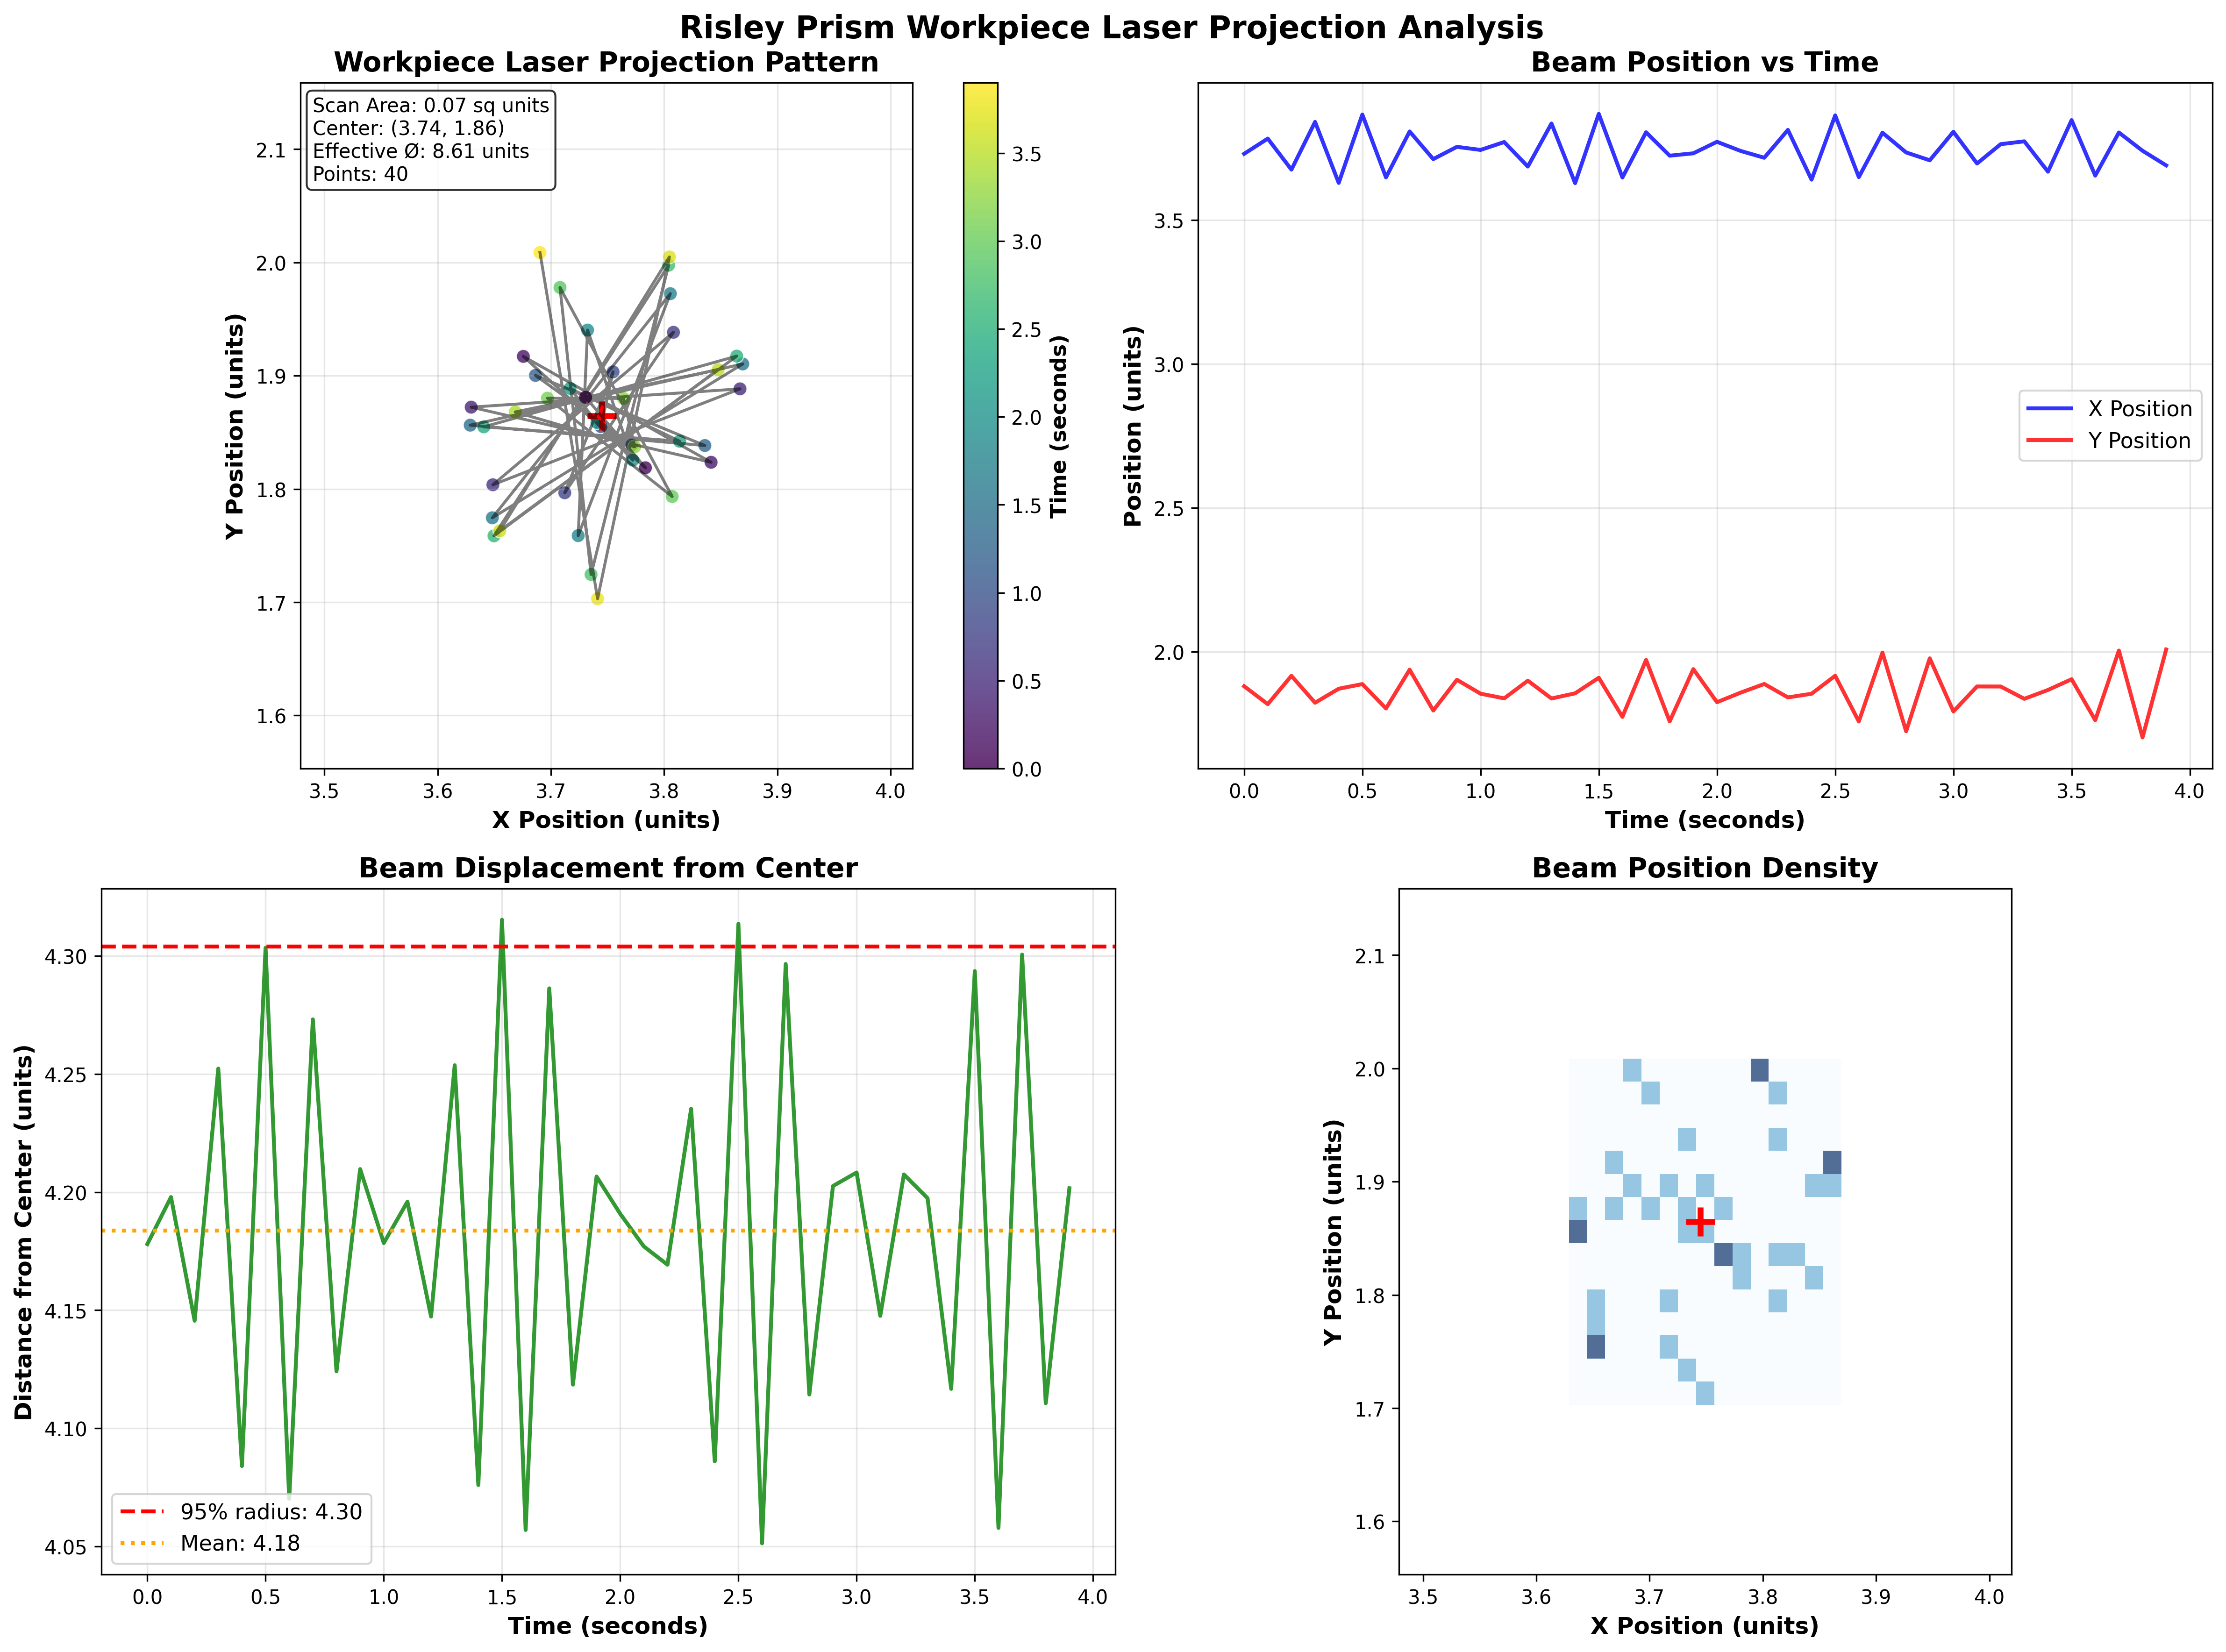 Risley Prism Workpiece Laser Projection Analysis
Workpiece Laser Projection Pattern
Scan Area: 0.07 sq units
Center: (3.74, 1.86)
Effective Ø: 8.61 units
Points: 40
Y Position (units)
2.1
2.0
1.9
1.8
1.7
1.6
3.5 3.6 3.7 3.8 3.9 4.0
X Position (units)
3.5
3.0
2.5
2.0
1.5
1.0
0.5
0.0
Time (seconds)
Beam Position vs Time
Position (units)
3.5
3.0
2.5
2.0
X Position
Y Position
0.0 0.5 1.0 1.5 2.0 2.5 3.0 3.5 4.0
Time (seconds)
Beam Displacement from Center
Distance from Center (units)
4.30
4.25
4.20
4.15
4.10
4.05
95% radius: 4.30
Mean: 4.18
0.0 0.5 1.0 1.5 2.0 2.5 3.0 3.5 4.0
Time (seconds)
Beam Position Density
Y Position (units)
2.1
2.0
1.9
1.8
1.7
1.6
3.5 3.6 3.7 3.8 3.9 4.0
X Position (units)